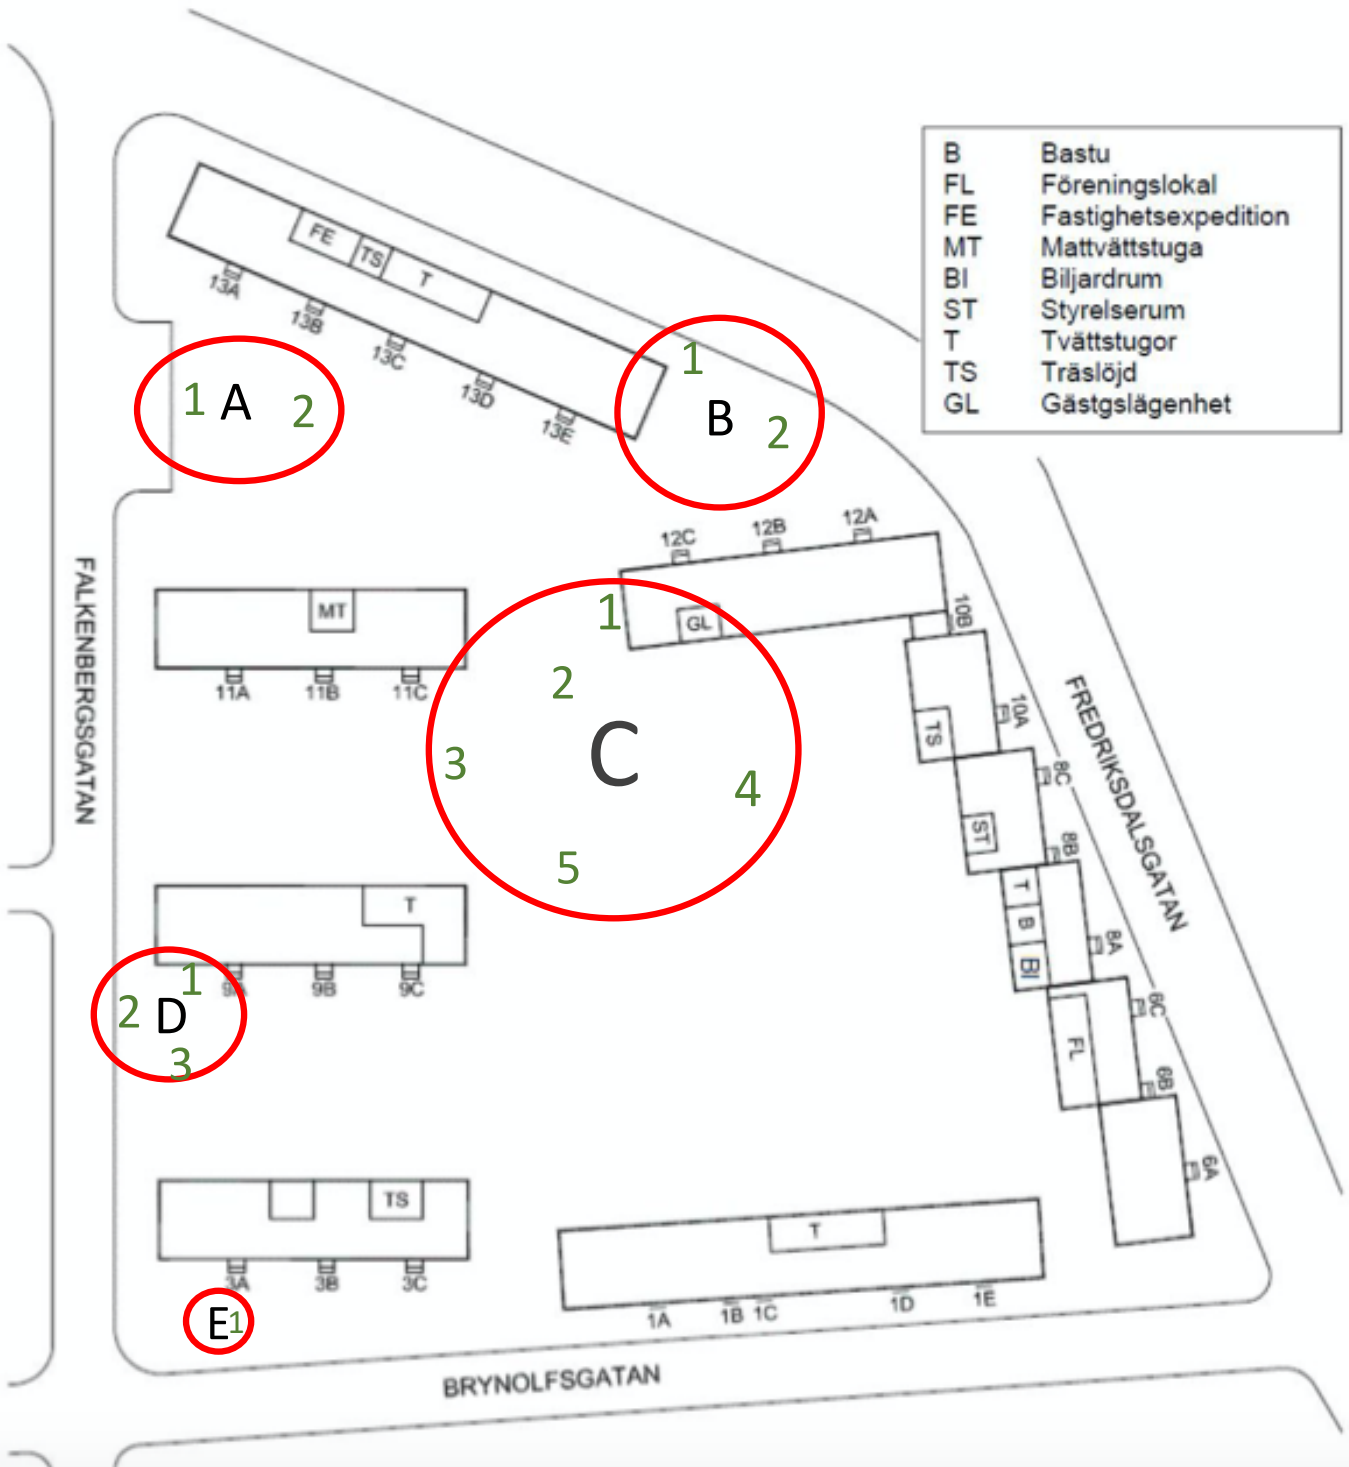 B Bastu
FL Föreningslokal
FE Fastighetsexpedition
MT Mattvättstuga
BI Biljardrum
ST Styrelserum
T Tvättstugor
TS Träslöjd
GL Gästgslägenhet
FE
TS
T
13A
13B
13C
13D
13E
1 A 2
1
B
2
12C
12B
12A
GL
MT
11A
11B
11C
1
2
C
3
4
5
10B
10A
TS
8C
ST
8B
T
B
BI
8A
FL
6C
6B
6A
T
9A
9B
9C
1
2 D
3
TS
3A
3B
3C
E1
T
1A
1B
1C
1D
1E
FALKENBERGSGATAN
FREDRIKSDALSGATAN
BRYNOLFSGATAN